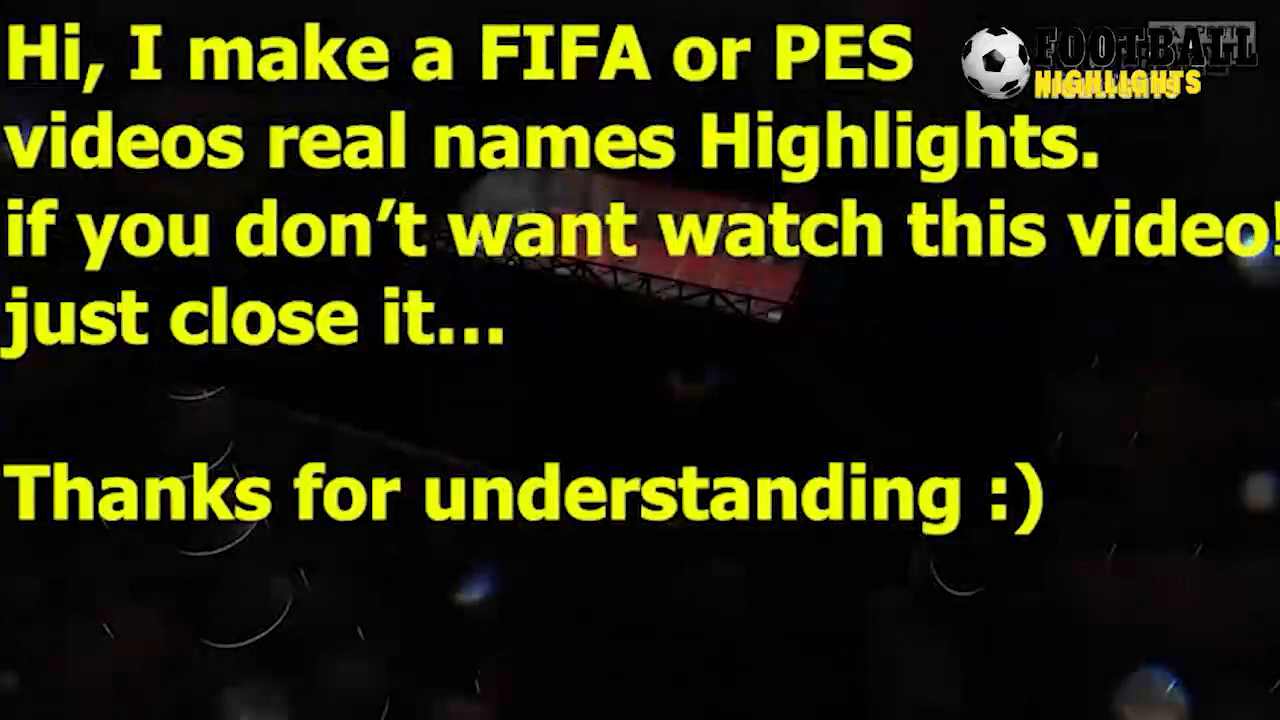 Hi, I make a FIFA or PES
FOOTBALL
HIGHLIGHTS
videos real names Highlights.
if you don’t want watch this video!
just close it...
Thanks for understanding :)